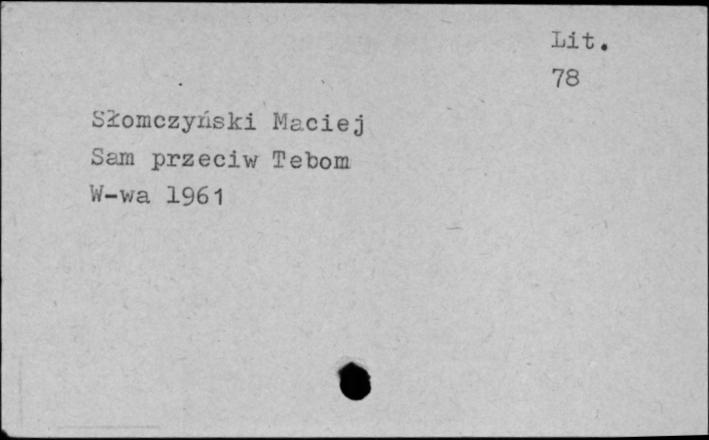 Lit.
78
Słomczyński Maciej
Sam przeciw Tebom
W-wa 1961